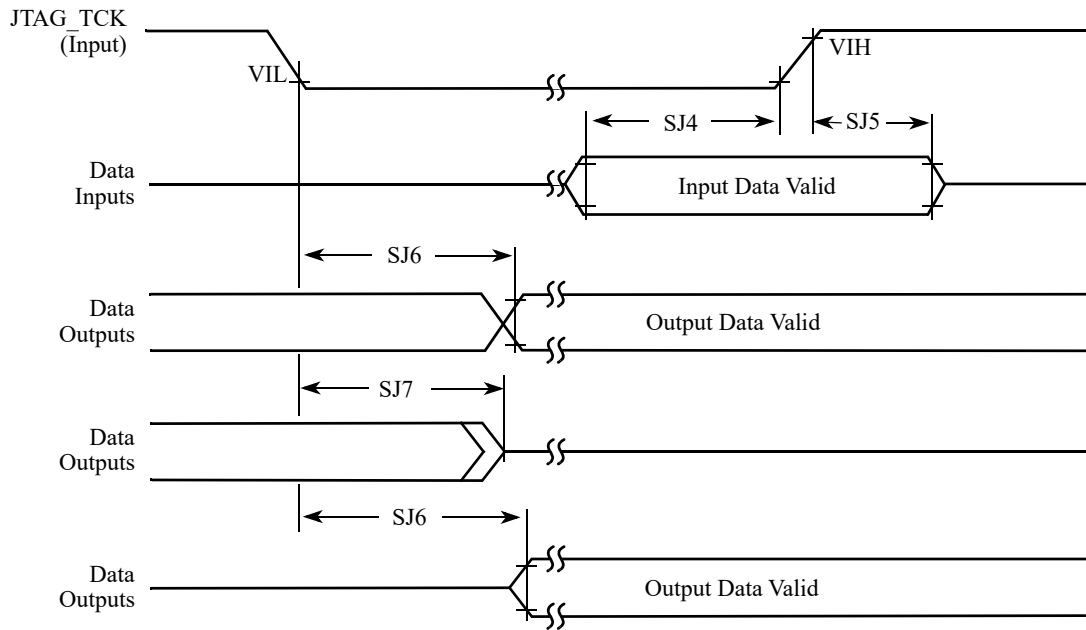 JTAG_TCK
(Input)
VIL
VIH
SJ4
SJ5
Data
Inputs
Input Data Valid
SJ6
Data
Outputs
Output Data Valid
SJ7
Data
Outputs
SJ6
Data
Outputs
Output Data Valid